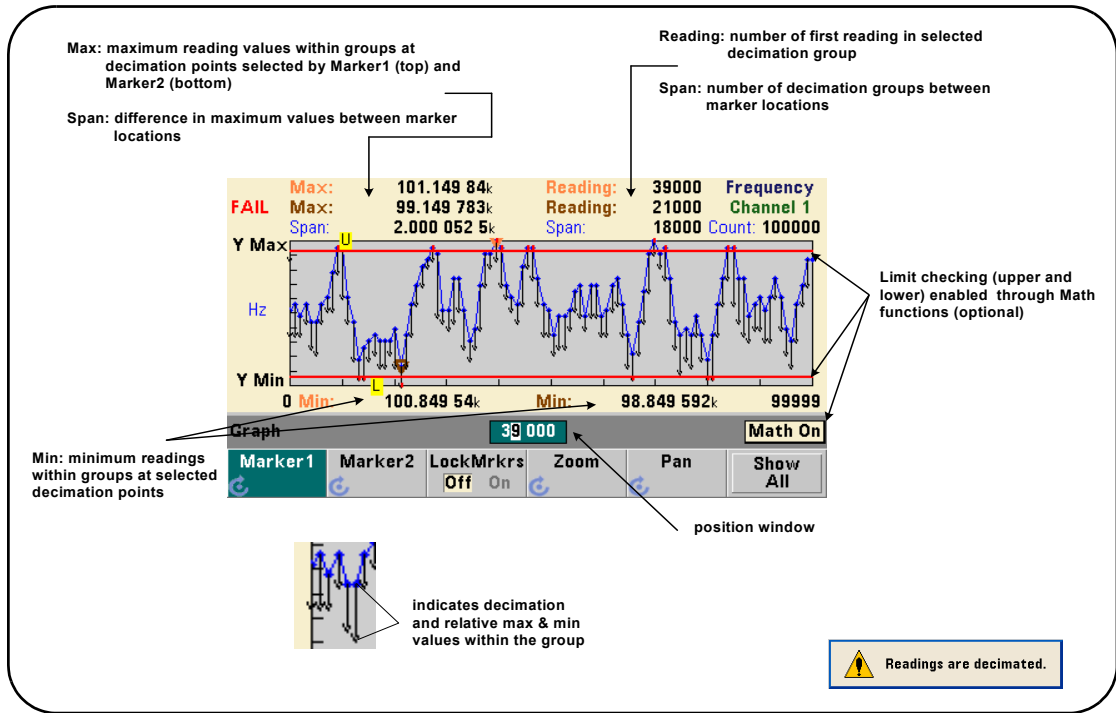 Max: maximum reading values within groups at
decimation points selected by Marker1 (top) and
Marker2 (bottom)
Span: difference in maximum values between marker
locations
Reading: number of first reading in selected
decimation group
Span: number of decimation groups between
marker locations
Max: 101.149 84k Reading: 39000 Frequency
FAIL Max: 99.149 783k Reading: 21000 Channel 1
Span: 2.000 052 5k Span: 18000 Count: 100000
Y Max
U
Hz
Y Min
L
0 Min: 100.849 54k Min: 98.849 592k 99999
Graph 39 000 Math On
Marker1 Marker2 LockMrkrs Zoom Pan Show
Off On All
Limit checking (upper and
lower) enabled through Math
functions (optional)
Min: minimum readings
within groups at selected
decimation points
position window
indicates decimation
and relative max & min
values within the group
Readings are decimated.